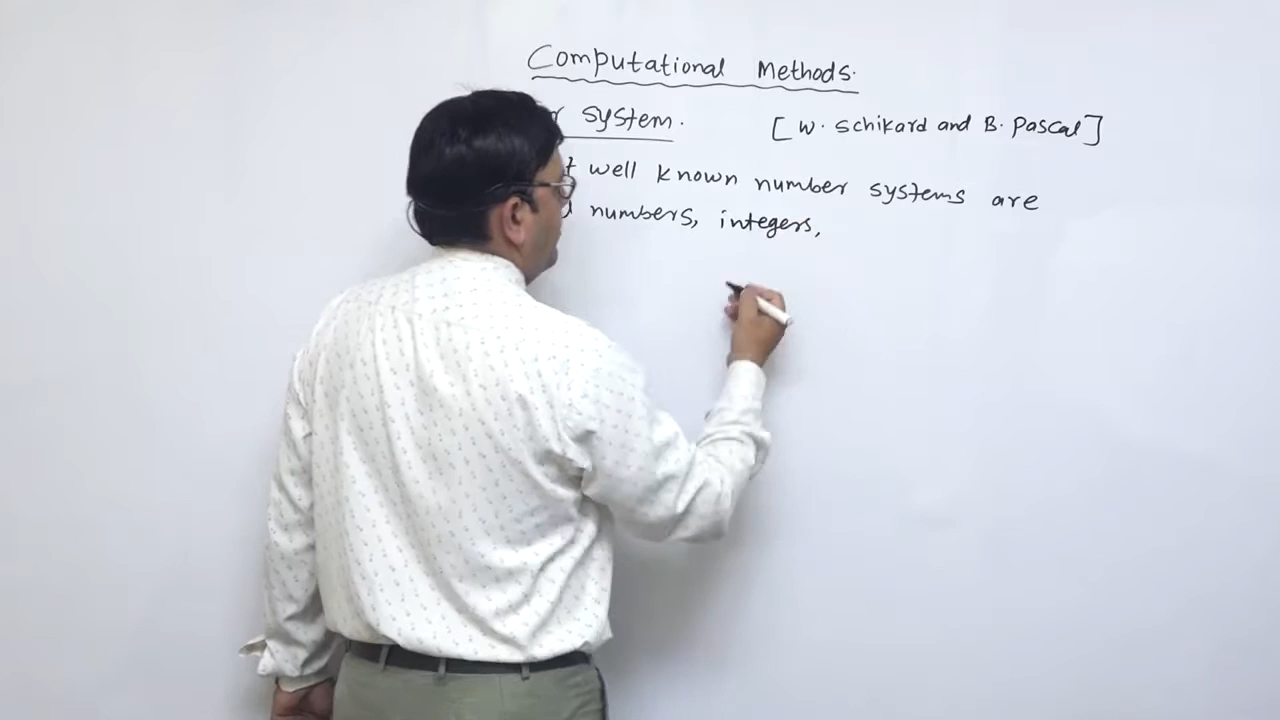 Computational Methods.
system. [W. Schikard and B. Pascal]
well known number systems are
numbers, integers,